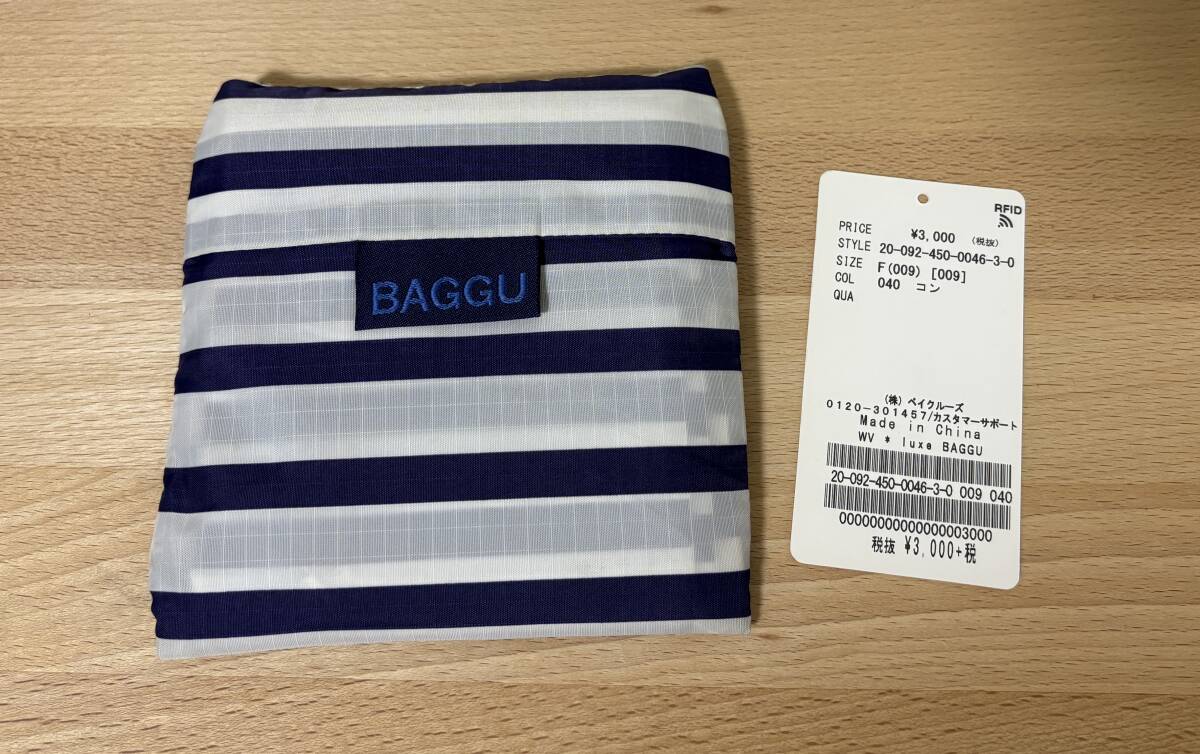 BAGGU
RFID
PRICE ¥3,000 (税抜)
STYLE 20-092-450-0046-3-0
SIZE F(009) [009]
COL 040 コン
QUA
(株) ベイクルーズ
0120-301457/カスタマーサポート
Made in China
WV * luxe BAGGU
20-092-450-0046-3-0 009 040
00000000000000003000
税抜 ¥3,000+税